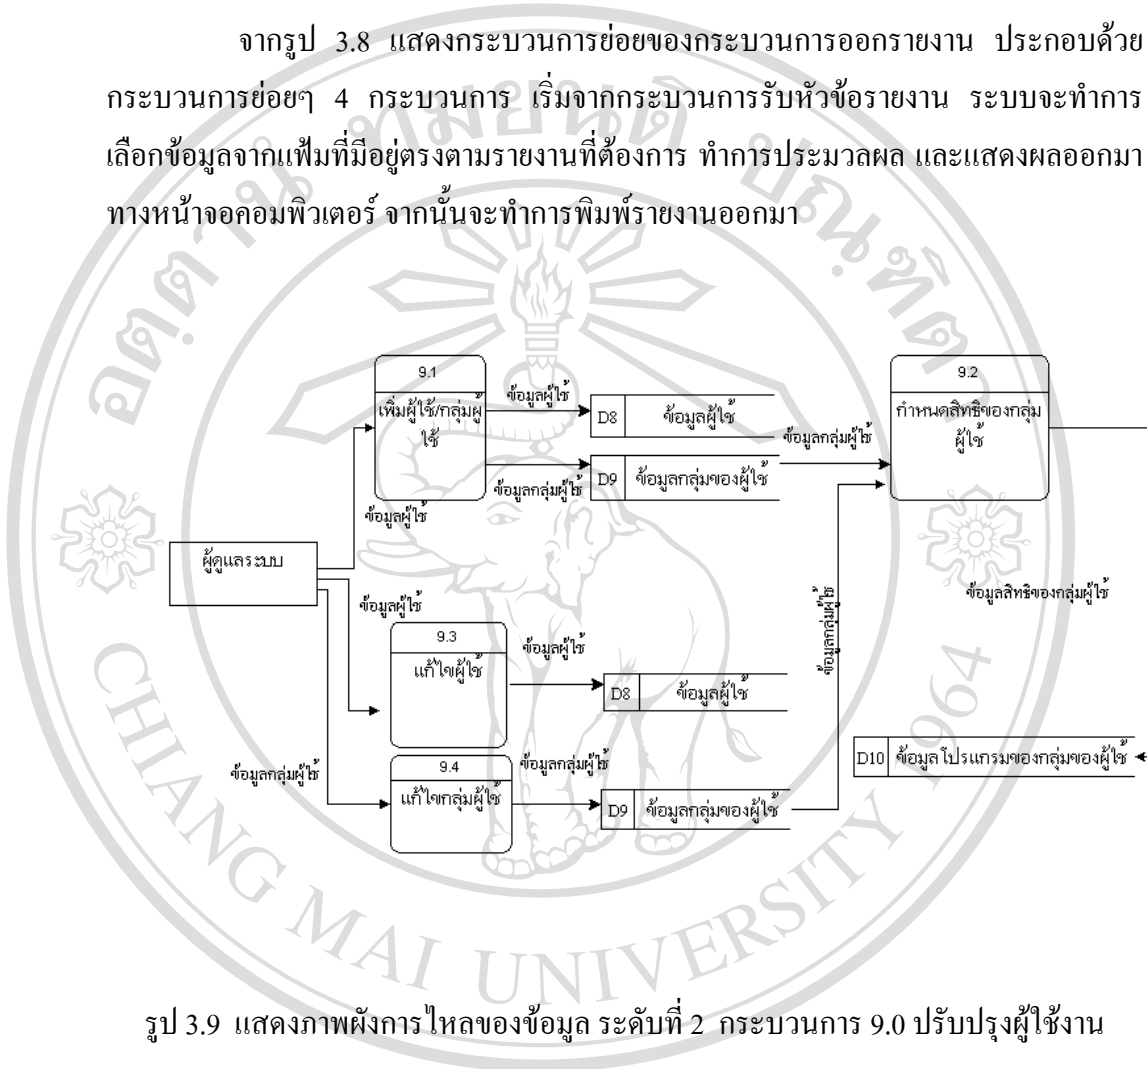 จากรูป 3.8 แสดงกระบวนการย่อยของกระบวนการออกรายงาน ประกอบด้วย
กระบวนการย่อยๆ 4 กระบวนการ เริ่มจากกระบวนการรับหัวข้อรายงาน ระบบจะทำการ
เลือกข้อมูลจากแฟ้มที่มีอยู่ตรงตามรายงานที่ต้องการ ทำการประมวลผล และแสดงผลออกมา
ทางหน้าจอคอมพิวเตอร์ จากนั้นจะทำการพิมพ์รายงานออกมา
9.1
เพิ่มผู้ใช้/กลุ่มผู้
ใช้
ข้อมูลผู้ใช้
D8 ข้อมูลผู้ใช้
ข้อมูลกลุ่มผู้ใช้
D9 ข้อมูลกลุ่มของผู้ใช้
ข้อมูลกลุ่มผู้ใช้
9.2
กำหนดสิทธิของกลุ่ม
ผู้ใช้
ข้อมูลผู้ใช้
ผู้ดูแลระบบ
ข้อมูลผู้ใช้
ข้อมูลสิทธิของกลุ่มผู้ใช้
9.3
แก้ไขผู้ใช้
ข้อมูลผู้ใช้
D8 ข้อมูลผู้ใช้
ข้อมูลกลุ่มผู้ใช้
ข้อมูลกลุ่มผู้ใช้
9.4
แก้ไขกลุ่มผู้ใช้
ข้อมูลกลุ่มผู้ใช้
D9 ข้อมูลกลุ่มของผู้ใช้
D10 ข้อมูลโปรแกรมของกลุ่มของผู้ใช้
รูป 3.9 แสดงภาพผังการไหลของข้อมูล ระดับที่ 2 กระบวนการ 9.0 ปรับปรุงผู้ใช้งาน
อตฺตานํ ทมยนฺติ ปณฺฑิตา
CHIANG MAI UNIVERSITY 1964